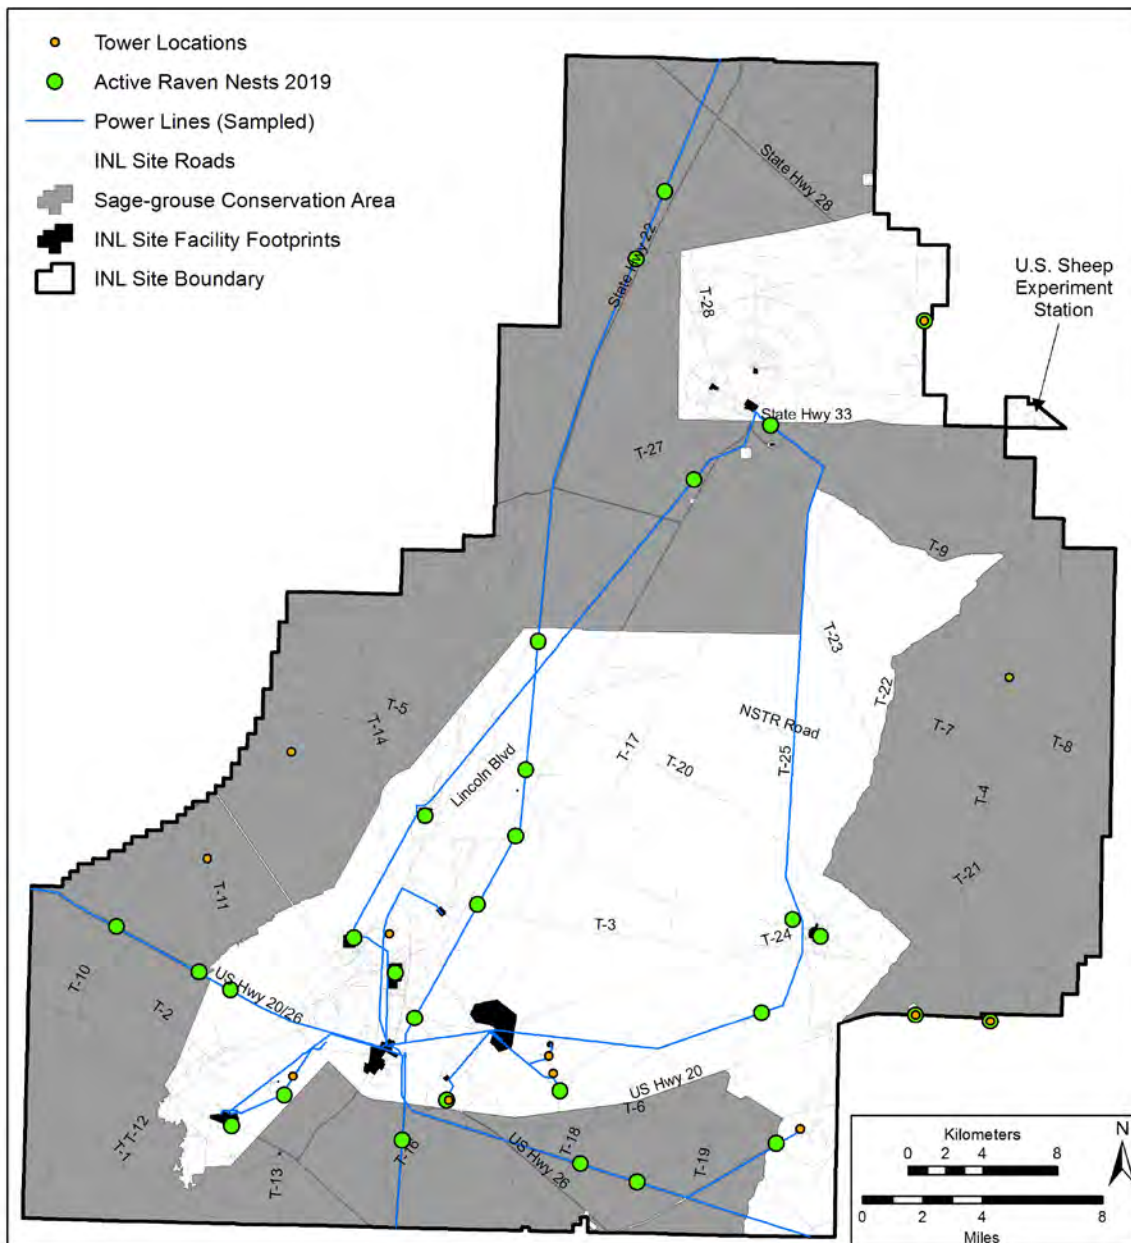 Tower Locations
Active Raven Nests 2019
Power Lines (Sampled)
INL Site Roads
Sage-grouse Conservation Area
INL Site Facility Footprints
INL Site Boundary
State Hwy 28
State Hwy 22
U.S. Sheep
Experiment
Station
T-28
State Hwy 33
T-27
T-9
T-23
T-22
T-5
T-14
NSTR Road
T-7
T-8
T-17
T-20
T-25
Lincoln Blvd
T-4
T-11
T-21
T-3
T-24
T-10
T-2
US Hwy 20/26
US Hwy 20
T-6
T-12
T-1
T-13
T-16
US Hwy 26
T-18
T-19
Kilometers
0 2 4 8
N
0 2 4 8
Miles